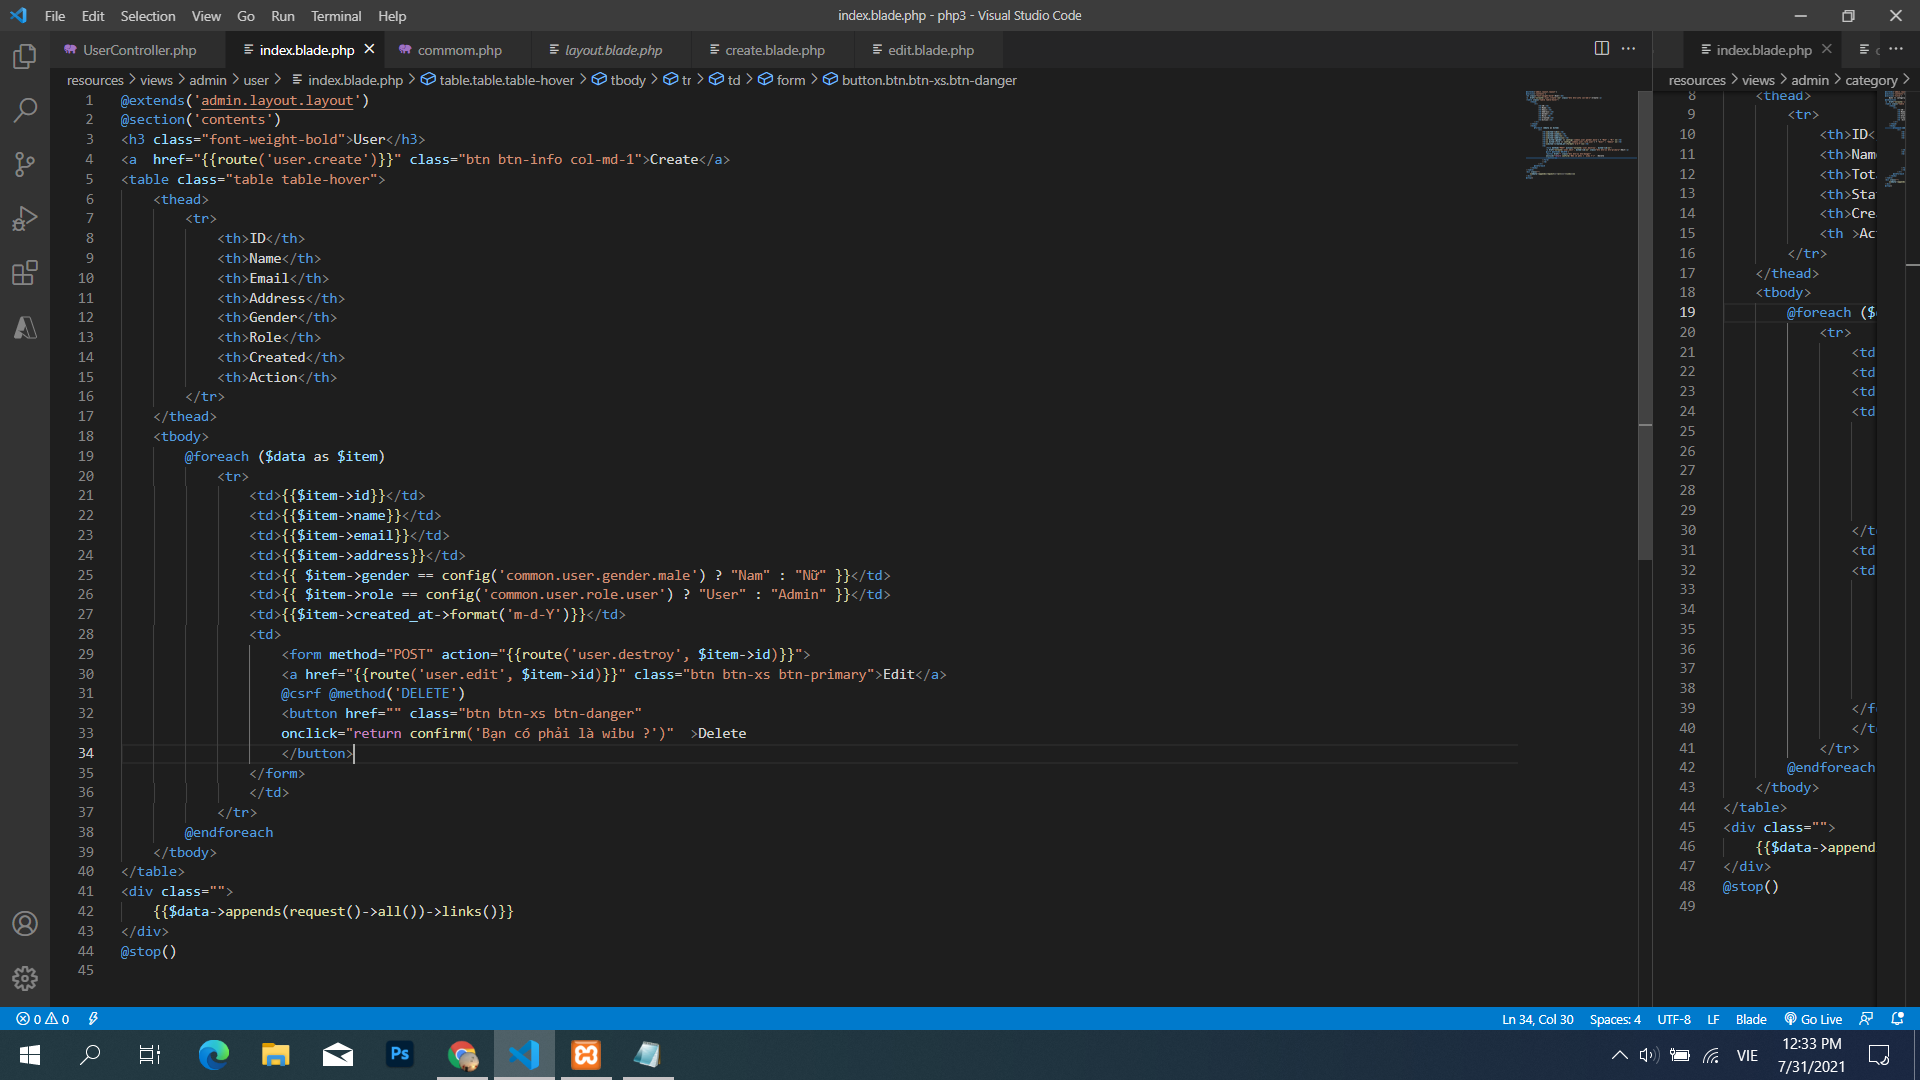 File Edit Selection View Go Run Terminal Help
index.blade.php - php3 - Visual Studio Code
UserController.php index.blade.php commom.php layout.blade.php create.blade.php edit.blade.php
resources > views > admin > user > index.blade.php > table.table.table-hover > tbody > tr > td > form > button.btn.btn-xs.btn-danger
1 @extends('admin.layout.layout')
2 @section('contents')
3 <h3 class="font-weight-bold">User</h3>
4 <a  href="{{route('user.create')}}" class="btn btn-info col-md-1">Create</a>
5 <table class="table table-hover">
6 <thead>
7 <tr>
8 <th>ID</th>
9 <th>Name</th>
10 <th>Email</th>
11 <th>Address</th>
12 <th>Gender</th>
13 <th>Role</th>
14 <th>Created</th>
15 <th>Action</th>
16 </tr>
17 </thead>
18 <tbody>
19 @foreach ($data as $item)
20 <tr>
21 <td>{{$item->id}}</td>
22 <td>{{$item->name}}</td>
23 <td>{{$item->email}}</td>
24 <td>{{$item->address}}</td>
25 <td>{{ $item->gender == config('common.user.gender.male') ? "Nam" : "Nữ" }}</td>
26 <td>{{ $item->role == config('common.user.role.user') ? "User" : "Admin" }}</td>
27 <td>{{$item->created_at->format('m-d-Y')}}</td>
28 <td>
29 <form method="POST" action="{{route('user.destroy', $item->id)}}">
30 <a href="{{route('user.edit', $item->id)}}" class="btn btn-xs btn-primary">Edit</a>
31 @csrf @method('DELETE')
32 <button href="" class="btn btn-xs btn-danger"
33 onclick="return confirm('Bạn có phải là wibu ?')"  >Delete
34 </button>
35 </form>
36 </td>
37 </tr>
38 @endforeach
39 </tbody>
40 </table>
41 <div class="">
42 {{$data->appends(request()->all())->links()}}
43 </div>
44 @stop()
45
index.blade.php
resources > views > admin > category >
8 <thead>
9 <tr>
10 <th>ID<
11 <th>Nam
12 <th>Tot
13 <th>Sta
14 <th>Cre
15 <th >Ac
16 </tr>
17 </thead>
18 <tbody>
19 @foreach ($
20 <tr>
21 <td
22 <td
23 <td
24 <td
25
26
27
28
29
30 </t
31 <td
32 <td
33
34
35
36
37
38
39 </f
40 </t
41 </tr>
42 @endforeach
43 </tbody>
44 </table>
45 <div class="">
46 {{$data->append
47 </div>
48 @stop()
49
0 0 Ln 34, Col 30 Spaces: 4 UTF-8 LF Blade Go Live
Ps VIE 12:33 PM
7/31/2021